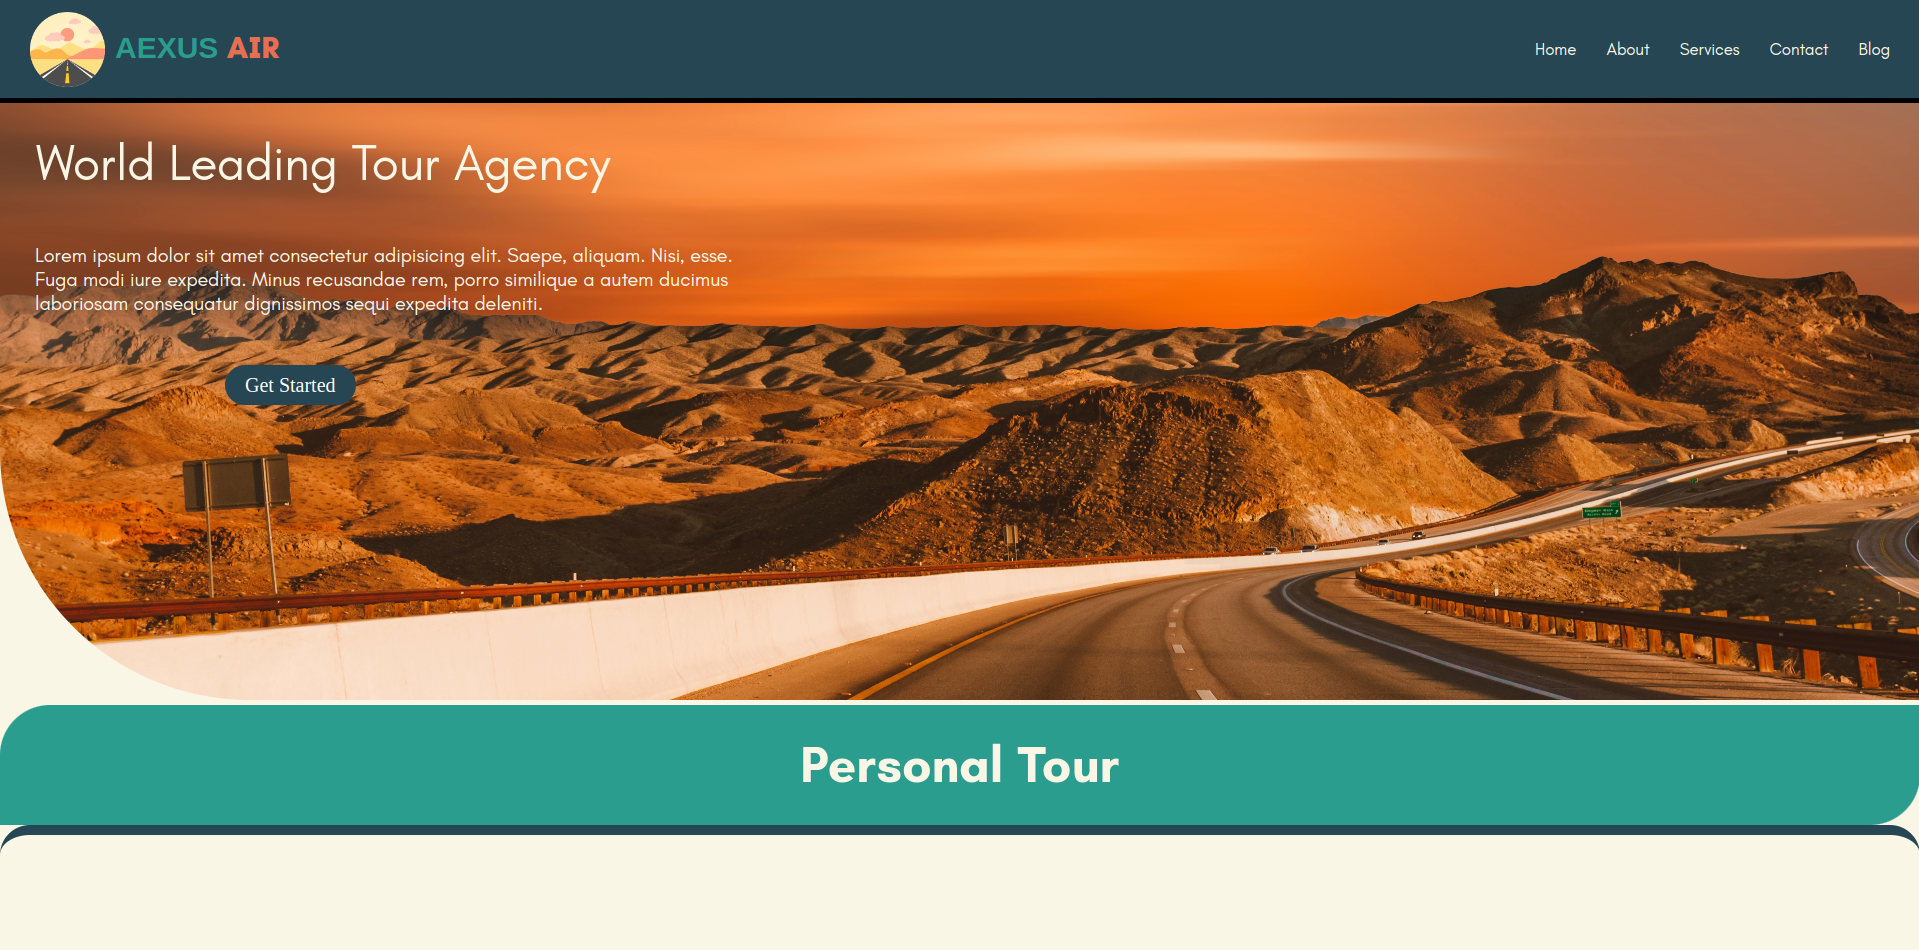 AEXUS AIR
Home About Services Contact Blog
World Leading Tour Agency
Lorem ipsum dolor sit amet consectetur adipisicing elit. Saepe, aliquam. Nisi, esse.
Fuga modi iure expedita. Minus recusandae rem, porro similique a autem ducimus
laboriosam consequatur dignissimos sequi expedita deleniti.
Get Started
Personal Tour